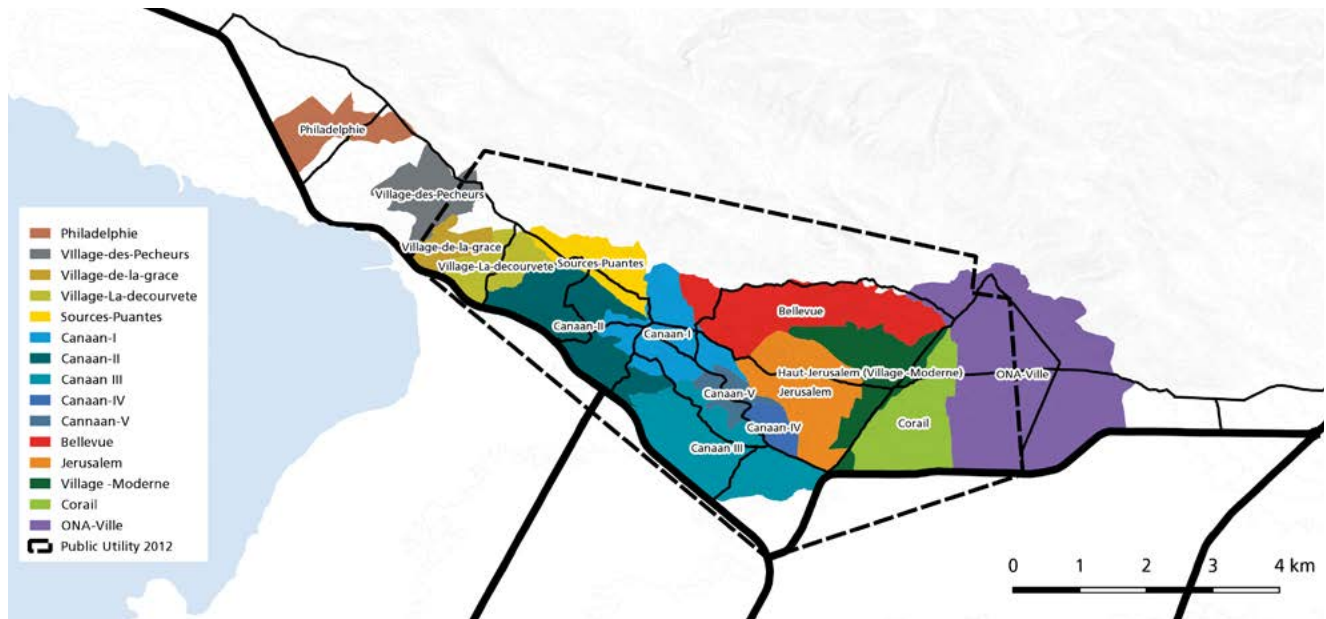 Philadelphie
Village-des-Pecheurs
Village-de-la-grace
Village-La-decourvete
Sources-Puantes
Canaan-II
Canaan-I
Bellevue
Haut-Jerusalem (Village -Moderne)
Jerusalem
ONA-Ville
Canaan-V
Canaan-IV
Corail
Canaan III
Philadelphie
VIllage-des-Pecheurs
Village-de-la-grace
Village-La-decourvete
Sources-Puantes
Canaan-I
Canaan-II
Canaan III
Canaan-IV
Cannaan-V
Bellevue
Jerusalem
Village -Moderne
Corail
ONA-Ville
Public Utility 2012
0 1 2 3 4 km